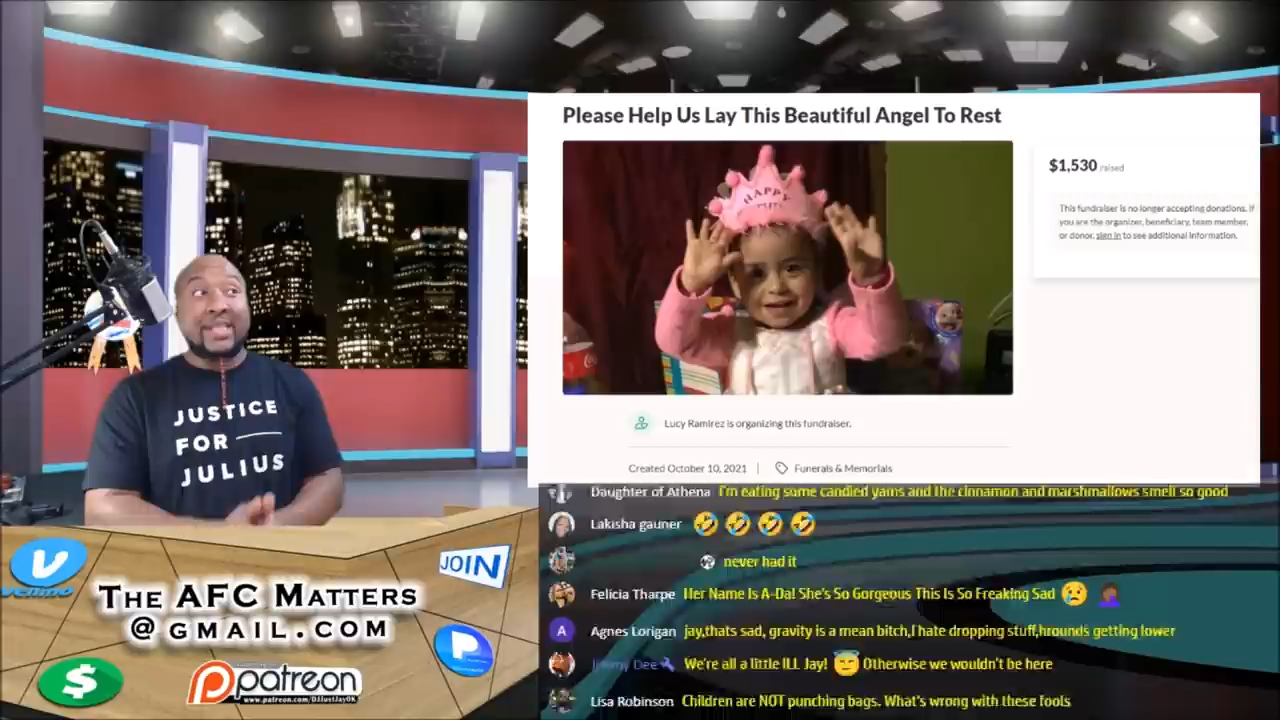 Please Help Us Lay This Beautiful Angel To Rest
$1,530 raised
This fundraiser is no longer accepting donations. If
you are the organizer, beneficiary, team member,
or donor, sign in to see additional information.
HAPPY
Lucy Ramirez is organizing this fundraiser.
Created October 10, 2021 | Funerals & Memorials
JUSTICE
FOR
JULIUS
Daughter of Athena I'm eating some candied yams and the cinnamon and marshmallows smell so good
Lakisha gauner 🤣 🤣 🤣 🤣
never had it
Felicia Tharpe Her Name Is A-Da! She's So Gorgeous This Is So Freaking Sad 😢 🤦🏾‍♀️
Agnes Lorigan jay,thats sad, gravity is a mean bitch,I hate dropping stuff,hrounds getting lower
Jimmy Dee🔧 We're all a little ILL Jay! 😇 Otherwise we wouldn't be here
Lisa Robinson Children are NOT punching bags. What's wrong with these fools
JOIN
THE AFC MATTERS
@GMAIL.COM
$
patreon
www.patreon.com/DJJustJayOK